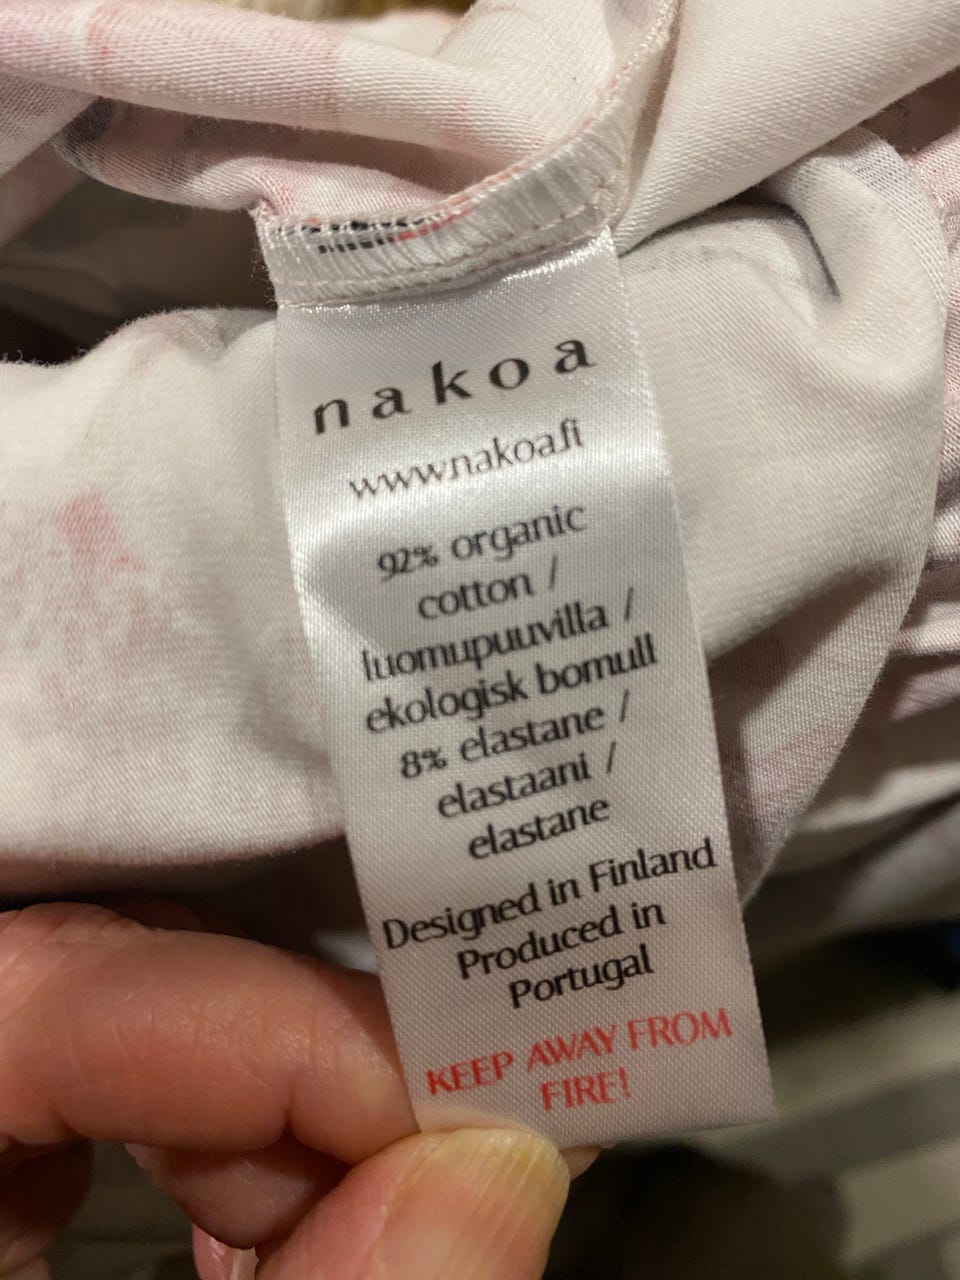 nakoa
www.nakoa.fi
92% organic
cotton /
luomupuuvilla /
ekologisk bomull
8% elastane /
elastaani /
elastane
Designed in Finland
Produced in
Portugal
KEEP AWAY FROM
FIRE!